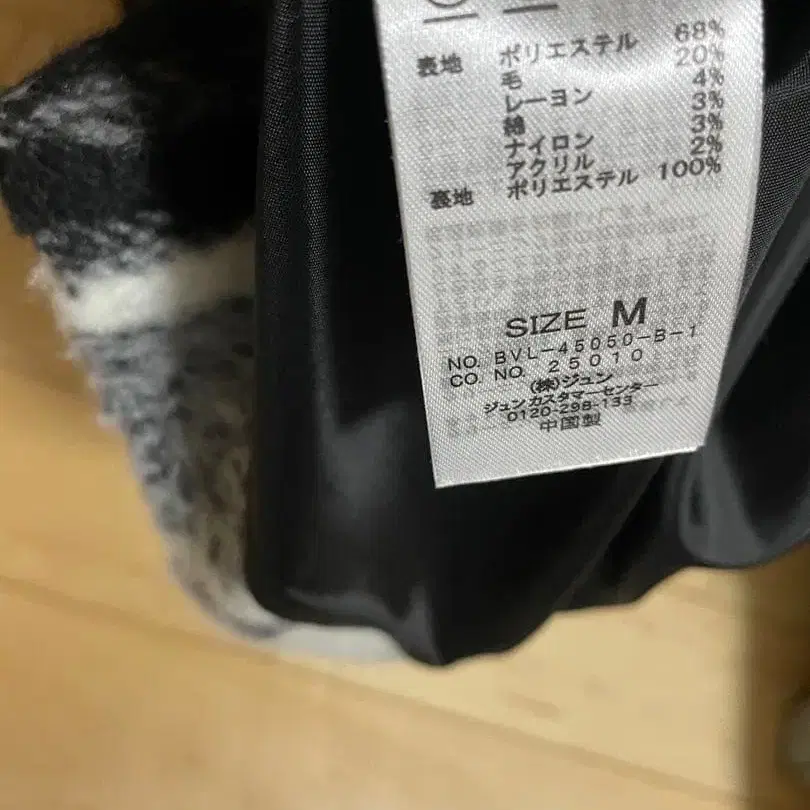 表地 ポリエステル 68%
毛 20%
レーヨン 4%
綿 3%
ナイロン 3%
アクリル 2%
裏地 ポリエステル 100%
SIZE M
NO. BVL-45050-B-1
CO. NO. 25010
(株)ジュン
ジュンカスタマーセンター
0120-298-133
中国製